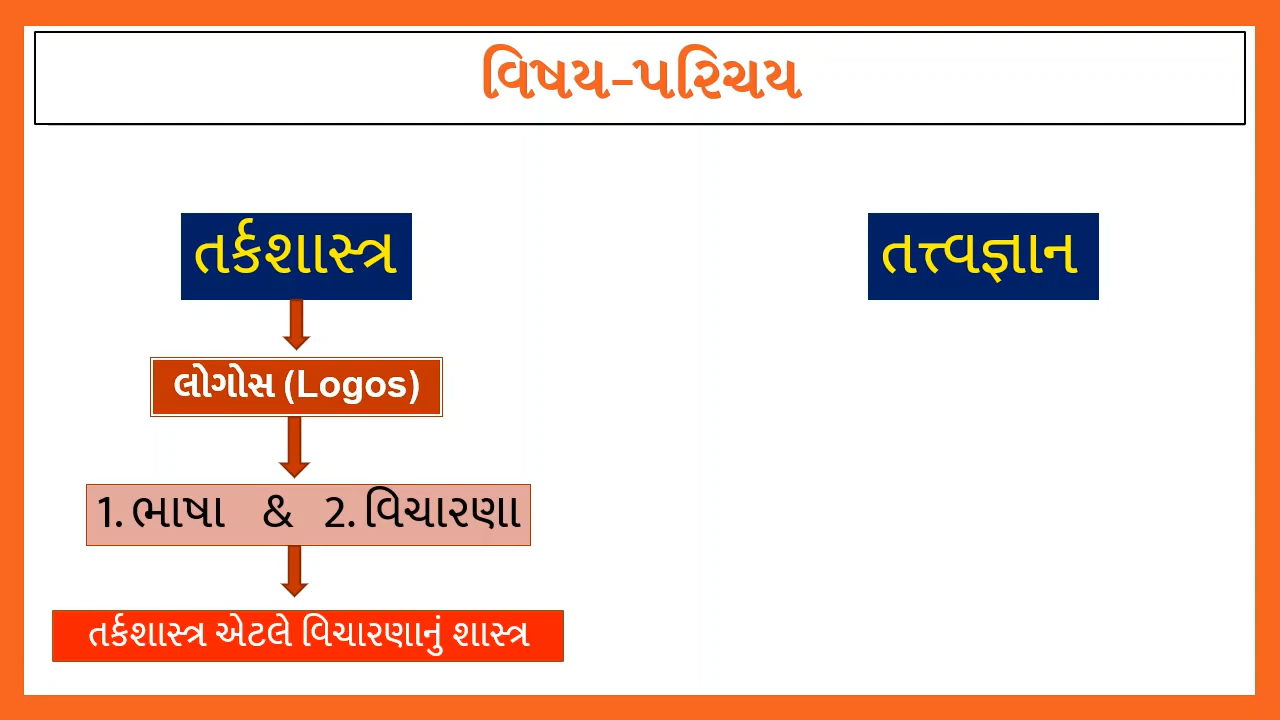 વિષય-પરિચય
તર્કશાસ્ત્ર
તત્ત્વજ્ઞાન
લોગોસ (Logos)
1. ભાષા & 2. વિચારણા
તર્કશાસ્ત્ર એટલે વિચારણાનું શાસ્ત્ર